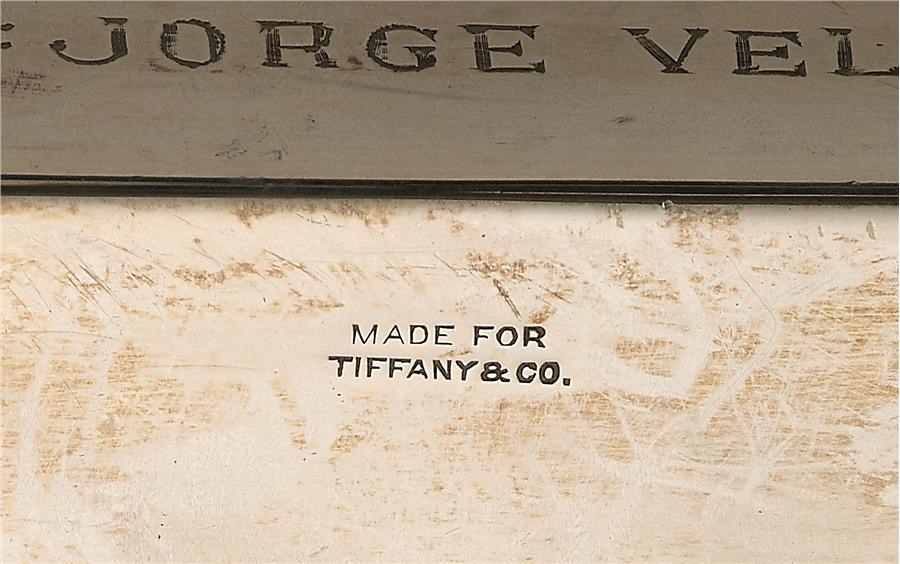 JORGE VEL
MADE FOR
TIFFANY & CO.